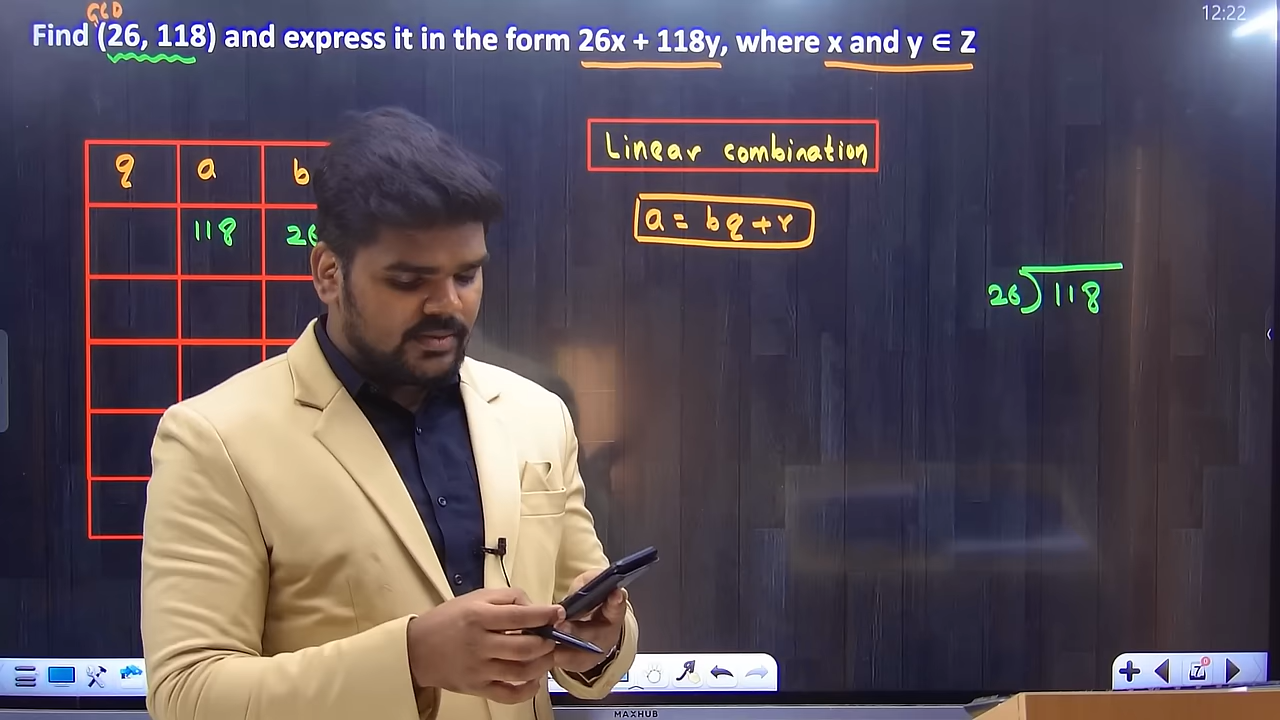 GCD
Find (26, 118) and express it in the form 26x + 118y, where x and y ∈ Z
12:22
Linear combination
q a b
a = bq + r
118 26
26)118
MAXHUB